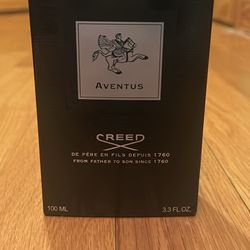 AVENTUS
CREED
DE PÈRE EN FILS DEPUIS 1760
FROM FATHER TO SON SINCE 1760
100 ML 3.3 FL.OZ.